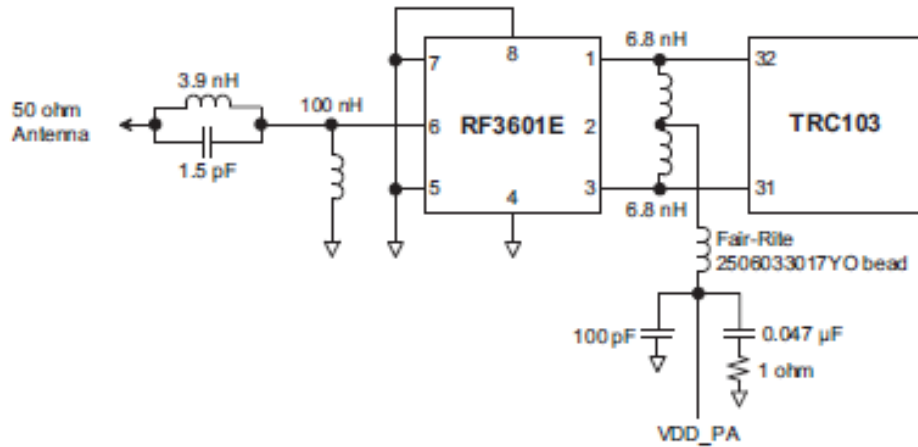 8
7
1
6.8 nH
32
3.9 nH
50 ohm
Antenna
100 nH
6
RF3601E
2
TRC103
1.5 pF
5
4
3
31
6.8 nH
Fair-Rite
2506033017YO bead
100 pF
0.047 µF
1 ohm
VDD_PA